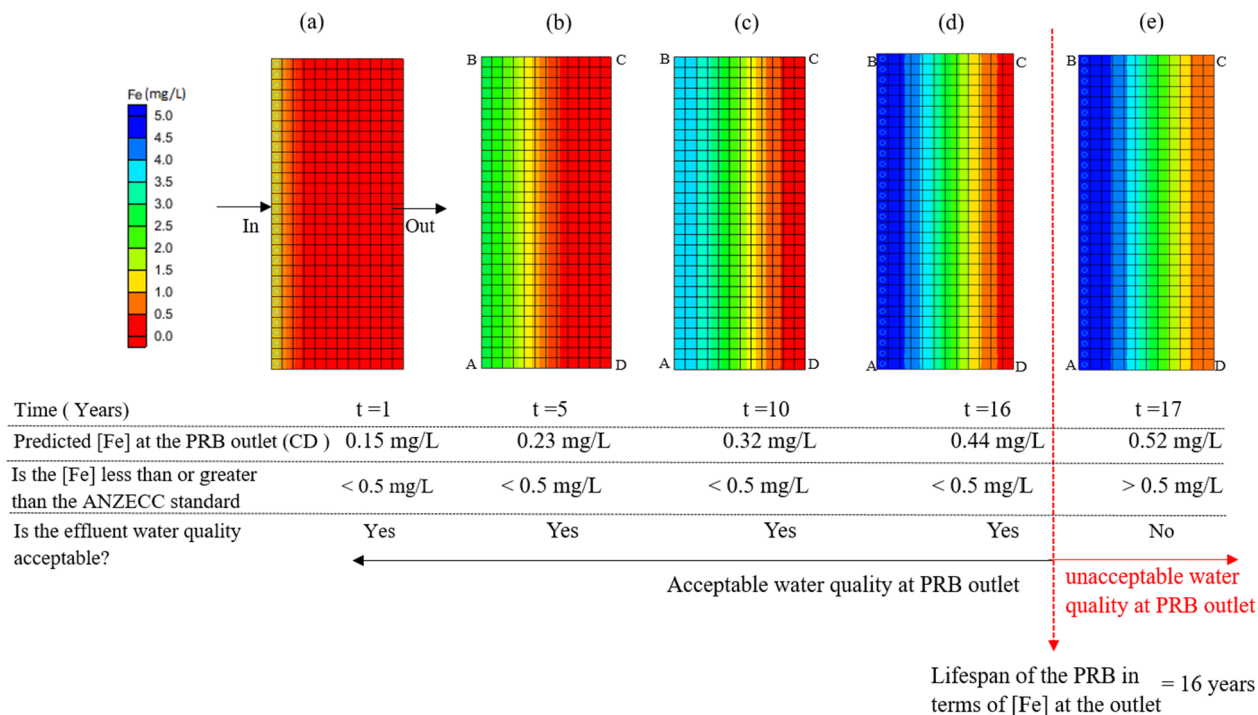 (a) (b) (c) (d) (e)
Fe (mg/L)
5.0
4.5
4.0
3.5
3.0
2.5
2.0
1.5
1.0
0.5
0.0
In
Out
B C
A D
B C
A D
B C
A D
B C
A D
Time ( Years) t =1 t =5 t =10 t =16 t =17
Predicted [Fe] at the PRB outlet (CD ) 0.15 mg/L 0.23 mg/L 0.32 mg/L 0.44 mg/L 0.52 mg/L
Is the [Fe] less than or greater
than the ANZECC standard < 0.5 mg/L < 0.5 mg/L < 0.5 mg/L < 0.5 mg/L > 0.5 mg/L
Is the effluent water quality
acceptable? Yes Yes Yes Yes No
Acceptable water quality at PRB outlet
unacceptable water
quality at PRB outlet
Lifespan of the PRB in
terms of [Fe] at the outlet = 16 years